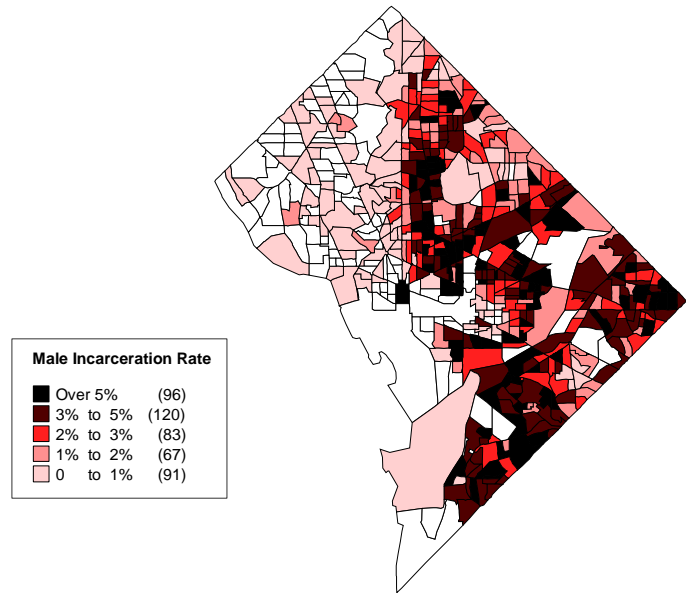 Male Incarceration Rate
Over 5% (96)
3% to 5% (120)
2% to 3% (83)
1% to 2% (67)
0 to 1% (91)